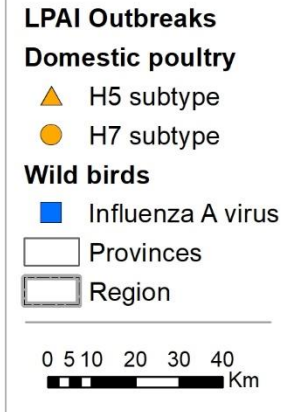 LPAI Outbreaks
Domestic poultry
H5 subtype
H7 subtype
Wild birds
Influenza A virus
Provinces
Region
0 5 10 20 30 40
Km